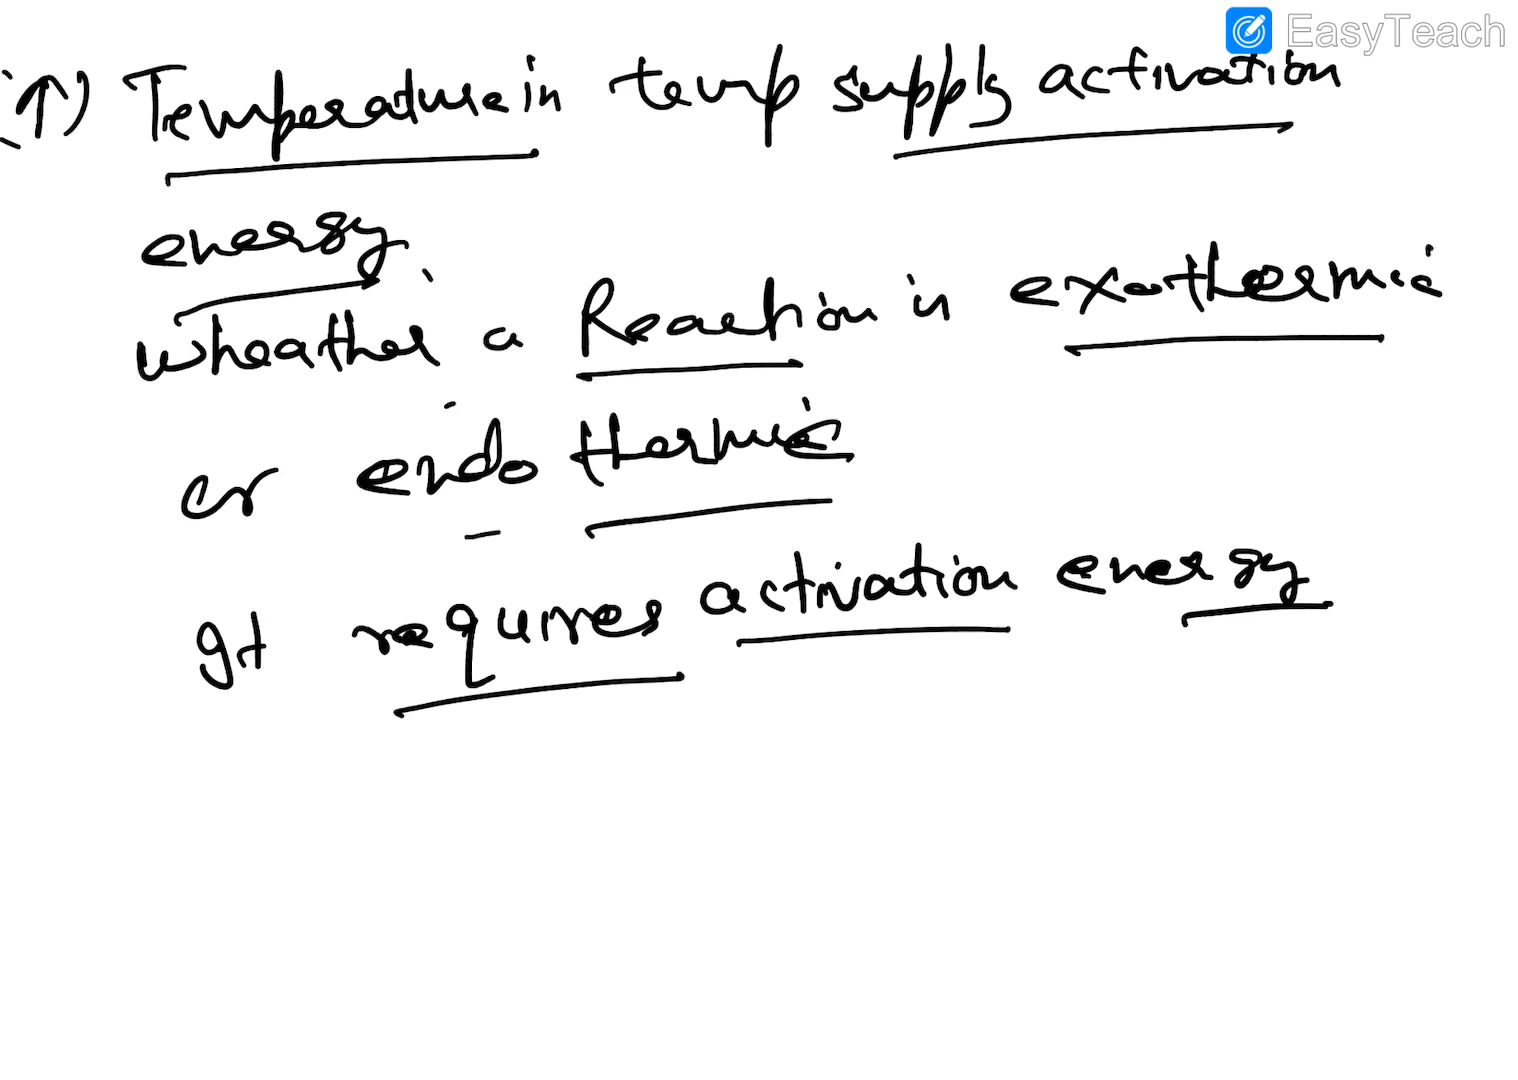 EasyTeach
(↑) Temperature in temp supply activation
energy.
wheather a Reaction is exothermic
or endo thermic
It requires activation energy